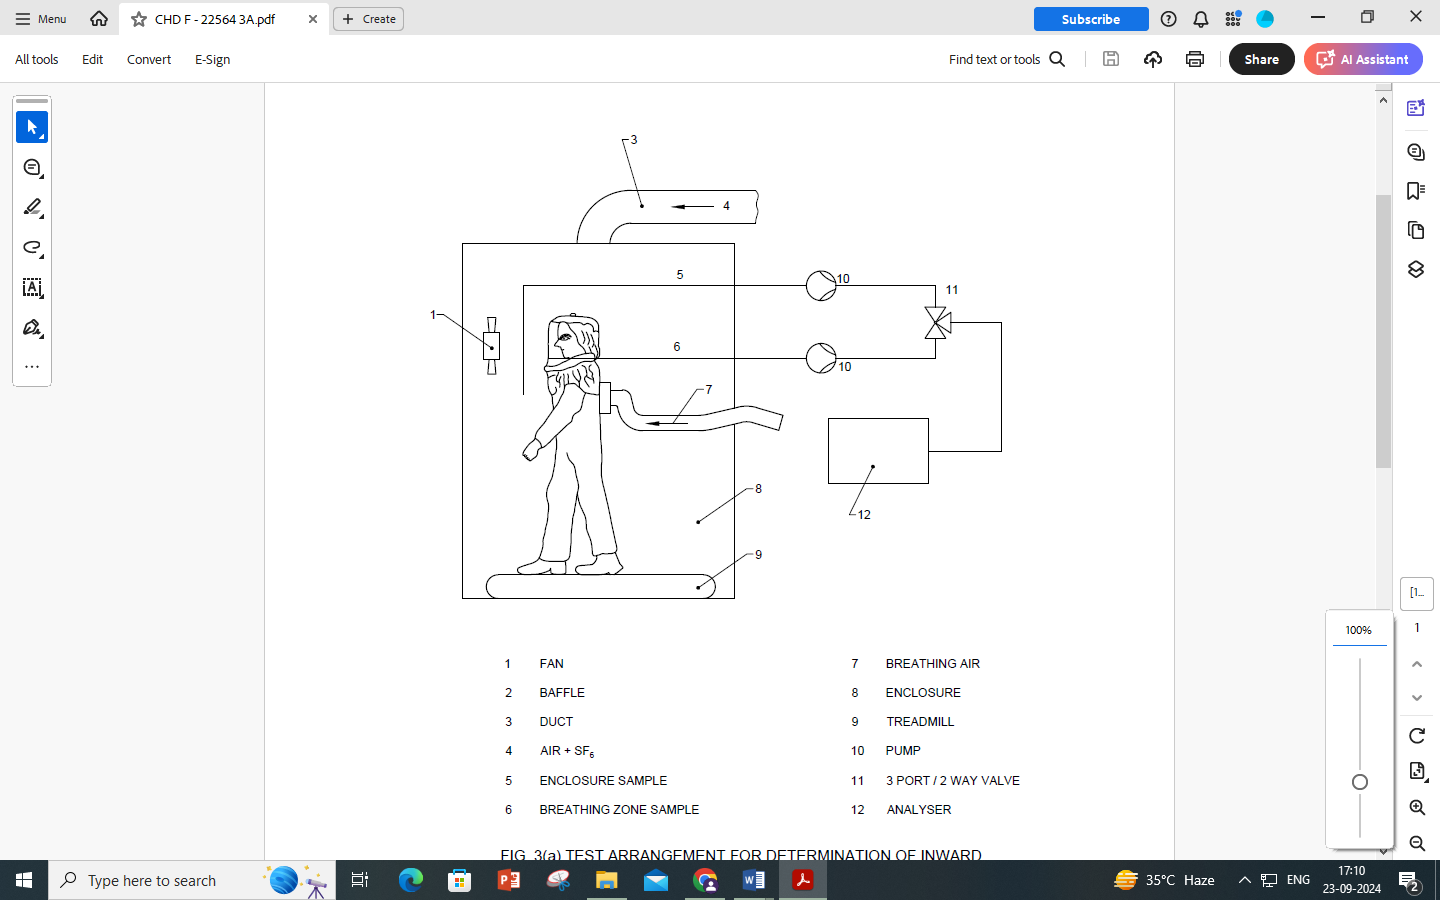 Menu
CHD F - 22564 3A.pdf
Create
Subscribe
All tools
Edit
Convert
E-Sign
Find text or tools
Share
AI Assistant
3
4
5
10
11
1
6
10
7
8
12
9
1 FAN
2 BAFFLE
3 DUCT
4 AIR + SF6
5 ENCLOSURE SAMPLE
6 BREATHING ZONE SAMPLE
7 BREATHING AIR
8 ENCLOSURE
9 TREADMILL
10 PUMP
11 3 PORT / 2 WAY VALVE
12 ANALYSER
FIG. 3(a) TEST ARRANGEMENT FOR DETERMINATION OF INWARD
[1...
1
100%
Type here to search
35°C Haze
ENG
17:10
23-09-2024
2